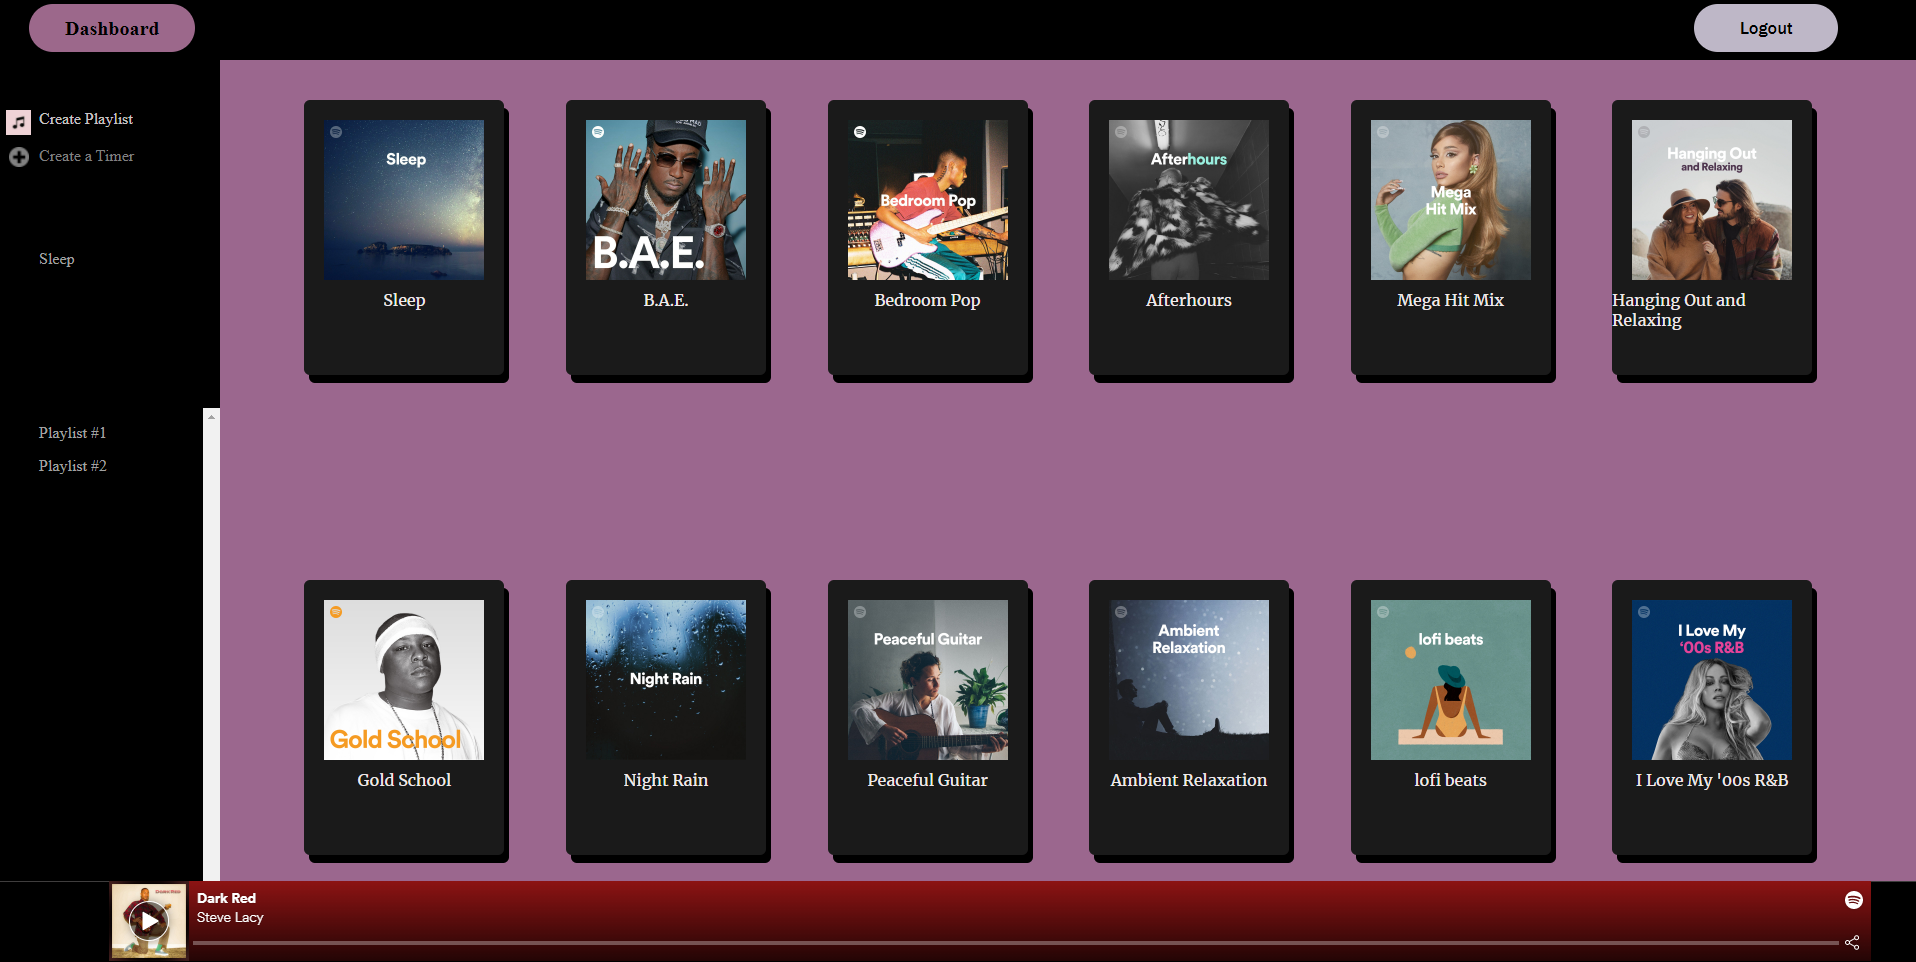 Dashboard
Logout
Create Playlist
Create a Timer
Sleep
Playlist #1
Playlist #2
Sleep
Sleep
B.A.E.
B.A.E.
Bedroom Pop
Bedroom Pop
Afterhours
Afterhours
Mega
Hit Mix
Mega Hit Mix
Hanging Out
and Relaxing
Hanging Out and
Relaxing
Gold School
Gold School
Night Rain
Night Rain
Peaceful Guitar
Peaceful Guitar
Ambient
Relaxation
Ambient Relaxation
lofi beats
lofi beats
I Love My
'00s R&B
I Love My '00s R&B
Dark Red
Steve Lacy